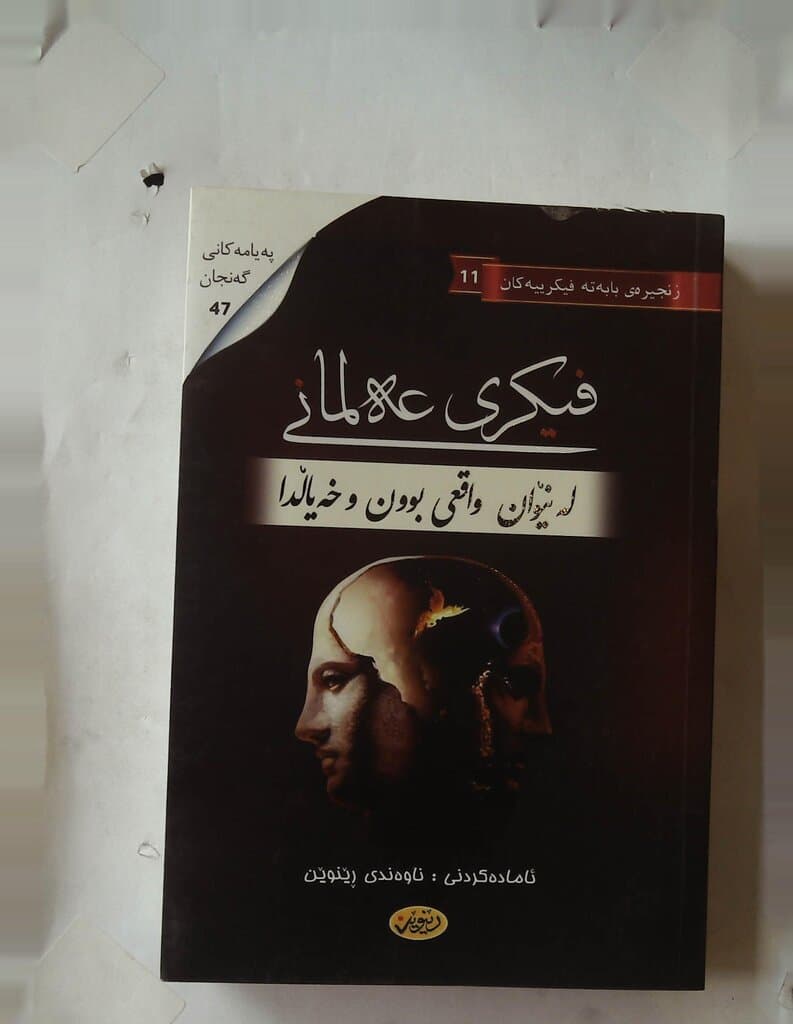 پەیامەکانی
گەنجان
47
زنجیرەی بابەتە فیکرییەکان 11
فیکری عەلمانی
لە نێوان واقعی بوون و خەیاڵدا
ئامادەکردنی : ناوەندی ڕێنوێن
ڕێنوێن